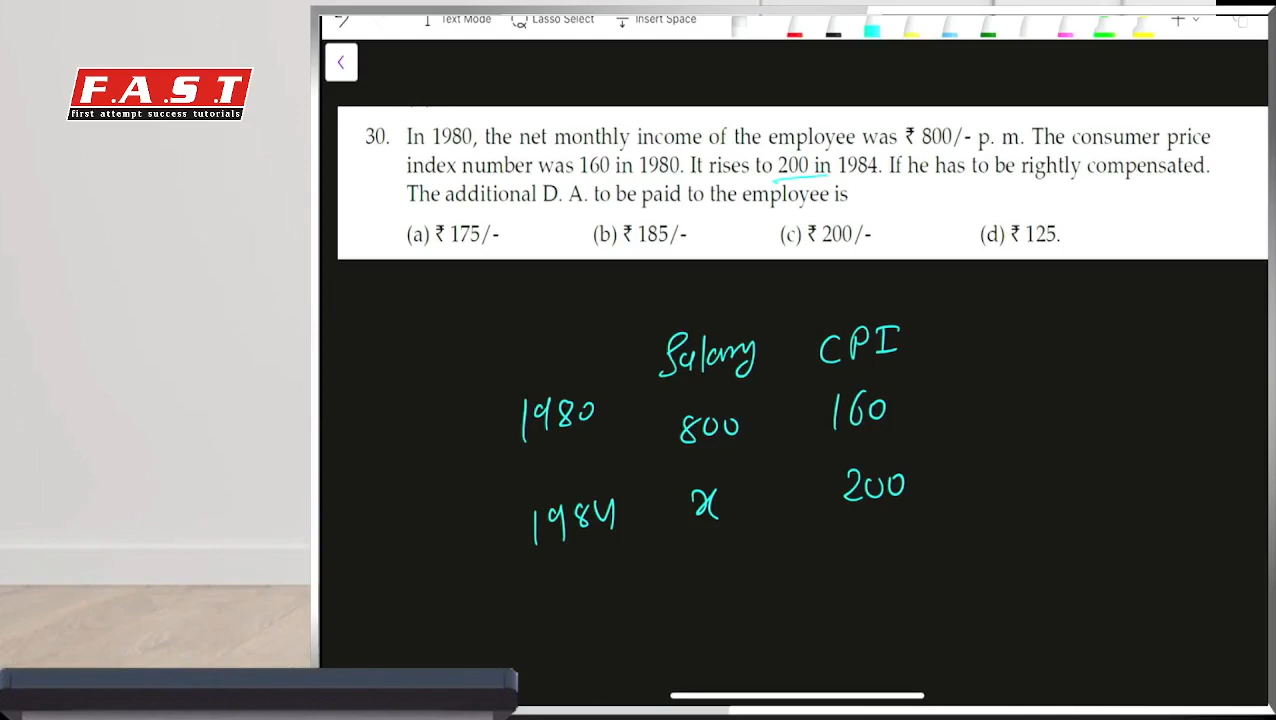 Text Mode Lasso Select Insert Space
F.A.S.T
first attempt success tutorials
30. In 1980, the net monthly income of the employee was ₹ 800/- p. m. The consumer price
index number was 160 in 1980. It rises to 200 in 1984. If he has to be rightly compensated.
The additional D. A. to be paid to the employee is
(a) ₹ 175/- (b) ₹ 185/- (c) ₹ 200/- (d) ₹ 125.
Salary CPI
1980 800 160
1984 x 200